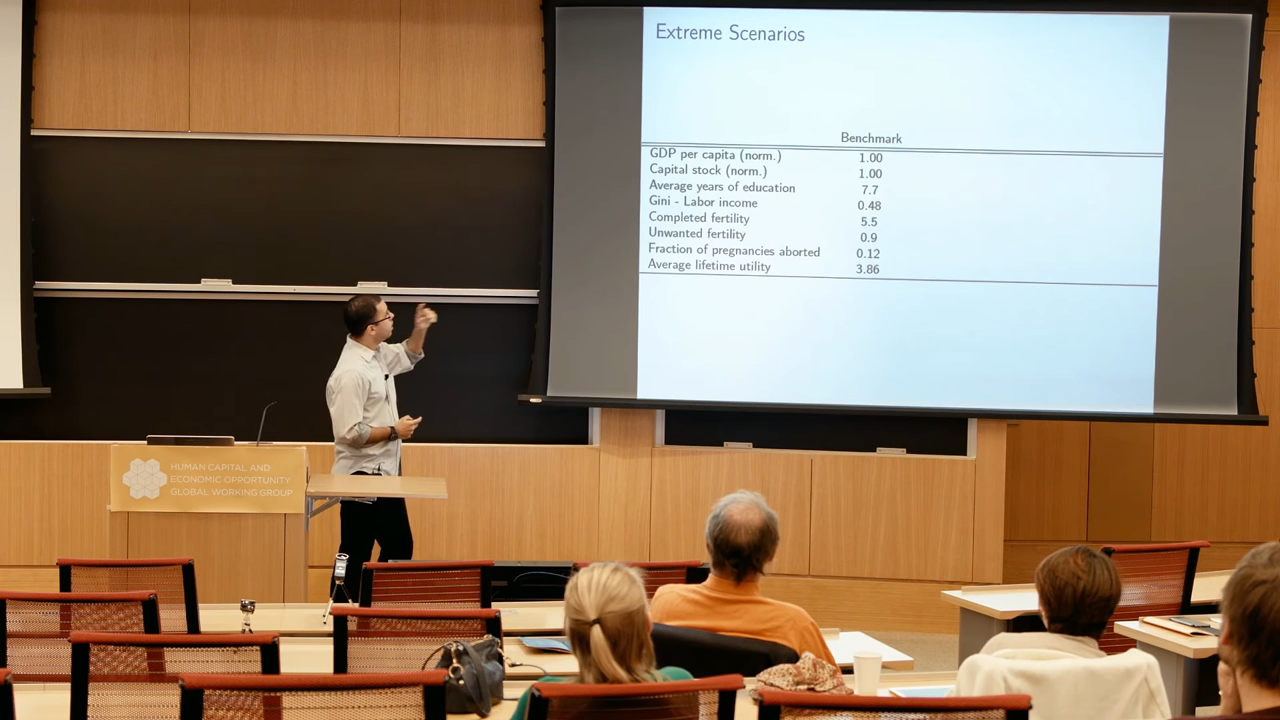 Extreme Scenarios
Benchmark
GDP per capita (norm.) 1.00
Capital stock (norm.) 1.00
Average years of education 7.7
Gini - Labor income 0.48
Completed fertility 5.5
Unwanted fertility 0.9
Fraction of pregnancies aborted 0.12
Average lifetime utility 3.86
HUMAN CAPITAL AND
ECONOMIC OPPORTUNITY
GLOBAL WORKING GROUP